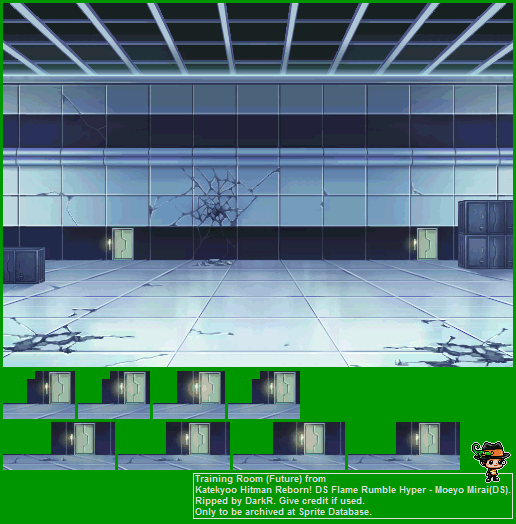 Training Room (Future) from
Katekyoo Hitman Reborn! DS Flame Rumble Hyper - Moeyo Mirai(DS).
Ripped by DarkR. Give credit if used.
Only to be archived at Sprite Database.